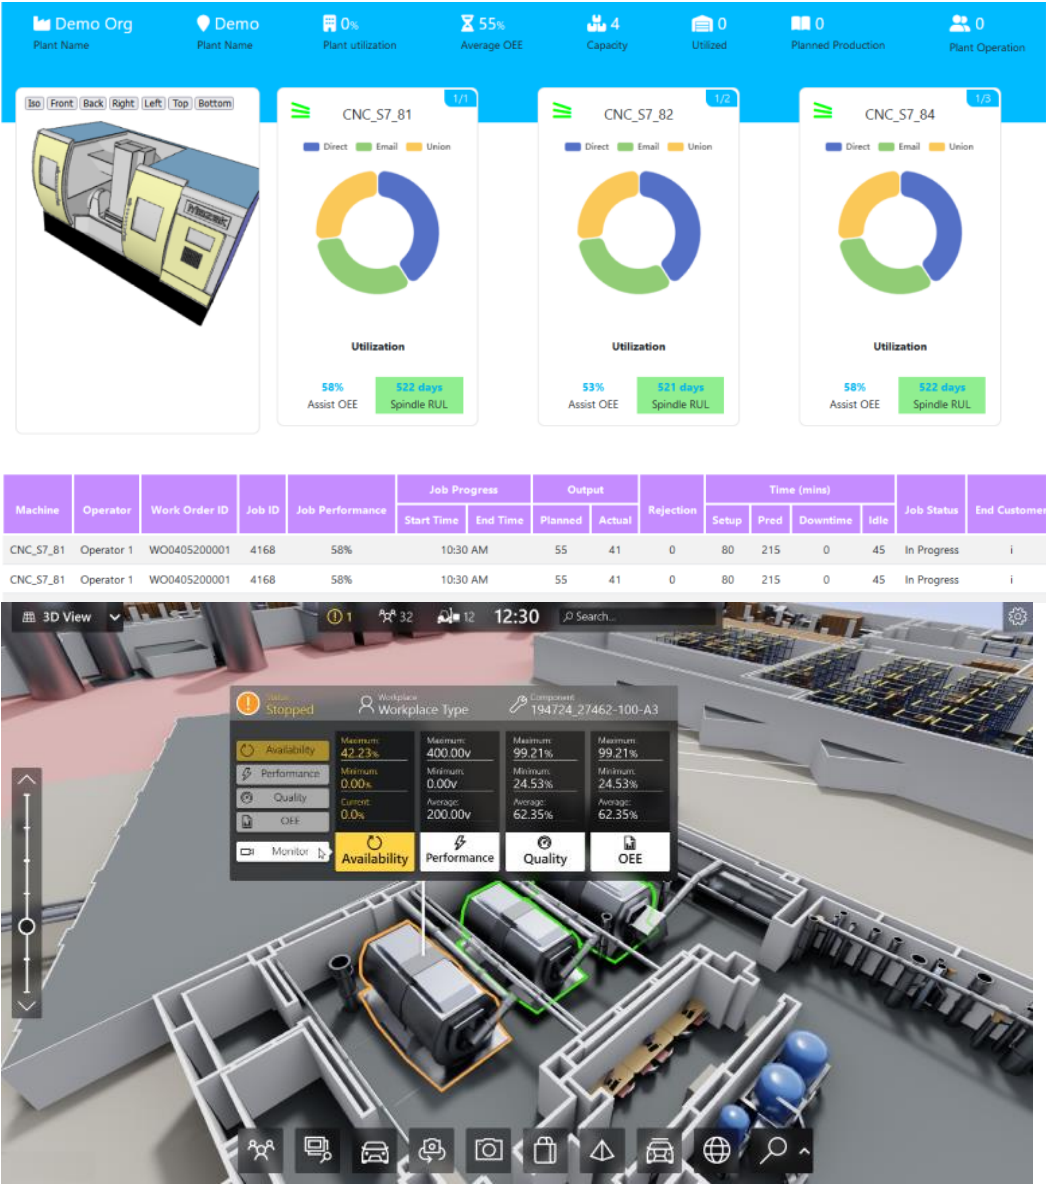 Demo Org
Plant Name
Demo
Plant Name
0%
Plant utilization
55%
Average OEE
4
Capacity
0
Utilized
0
Planned Production
0
Plant Operation
Iso Front Back Right Left Top Bottom
1/1
CNC_S7_81
Direct Email Union
Utilization
58%
Assist OEE
522 days
Spindle RUL
1/2
CNC_S7_82
Direct Email Union
Utilization
53%
Assist OEE
521 days
Spindle RUL
1/3
CNC_S7_84
Direct Email Union
Utilization
58%
Assist OEE
522 days
Spindle RUL
Job Progress Output Time (mins)
Machine Operator Work Order ID Job ID Job Performance Rejection Job Status End Customer
Start Time End Time Planned Actual Setup Pred Downtime Idle
CNC_S7_81 Operator 1 WO0405200001 4168 58% 10:30 AM 55 41 0 80 215 0 45 In Progress i
CNC_S7_81 Operator 1 WO0405200001 4168 58% 10:30 AM 55 41 0 80 215 0 45 In Progress i
3D View 1 32 12 12:30 Search...
Status
Stopped
Workplace
Workplace Type
Component
194724_27462-100-A3
Availability
Performance
Quality
OEE
Monitor
Maximum:
42.23%
Minimum:
0.00%
Current:
0.0%
Availability
Maximum:
400.00v
Minimum:
0.00v
Average:
200.00v
Performance
Maximum:
99.21%
Minimum:
24.53%
Average:
62.35%
Quality
Maximum:
99.21%
Minimum:
24.53%
Average:
62.35%
OEE